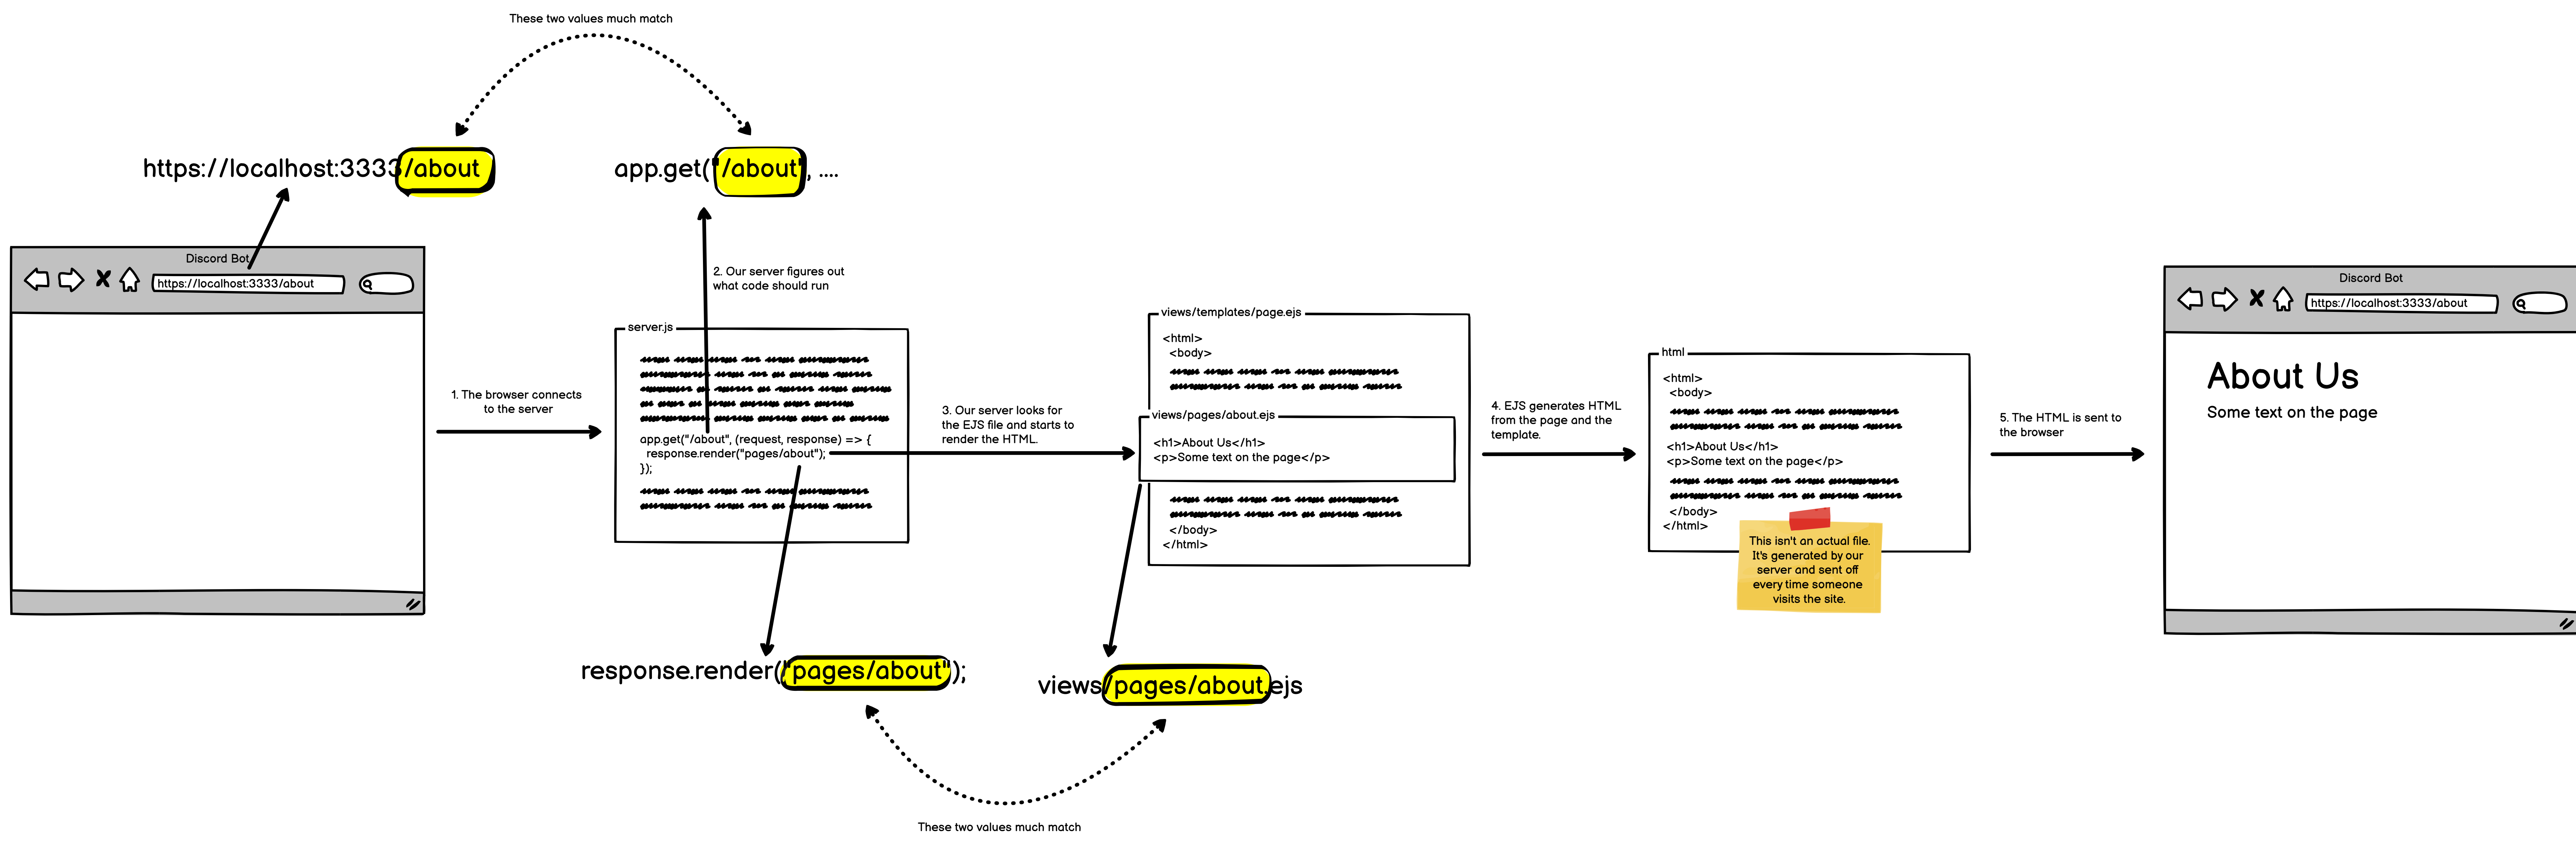 These two values much match
https://localhost:3333/about
app.get("/about", ....
Discord Bot
https://localhost:3333/about
1. The browser connects
to the server
2. Our server figures out
what code should run
server.js
app.get("/about", (request, response) => {
response.render("pages/about");
});
3. Our server looks for
the EJS file and starts to
render the HTML.
response.render("pages/about");
views/templates/page.ejs
<html>
<body>
views/pages/about.ejs
<h1>About Us</h1>
<p>Some text on the page</p>
</body>
</html>
views/pages/about.ejs
These two values much match
4. EJS generates HTML
from the page and the
template.
html
<html>
<body>
<h1>About Us</h1>
<p>Some text on the page</p>
</body>
</html>
This isn't an actual file.
It's generated by our
server and sent off
every time someone
visits the site.
5. The HTML is sent to
the browser
Discord Bot
https://localhost:3333/about
About Us
Some text on the page